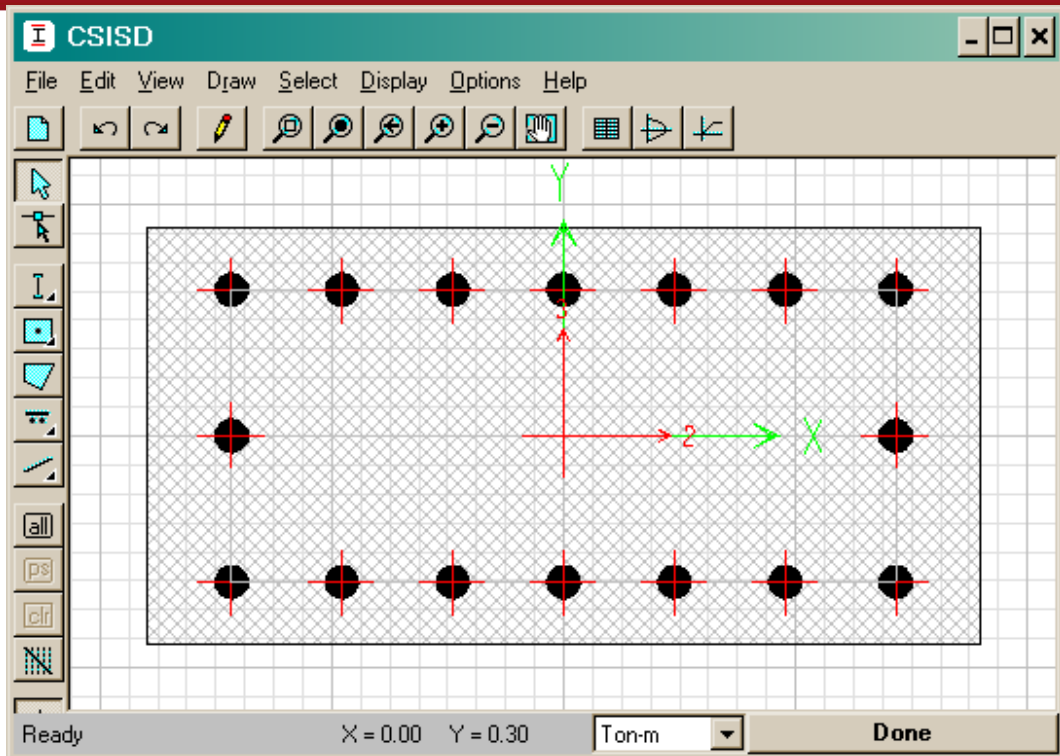 CSISD
File Edit View Draw Select Display Options Help
Y
3
2 X
all
ps
clr
Ready X = 0.00 Y = 0.30 Ton-m Done